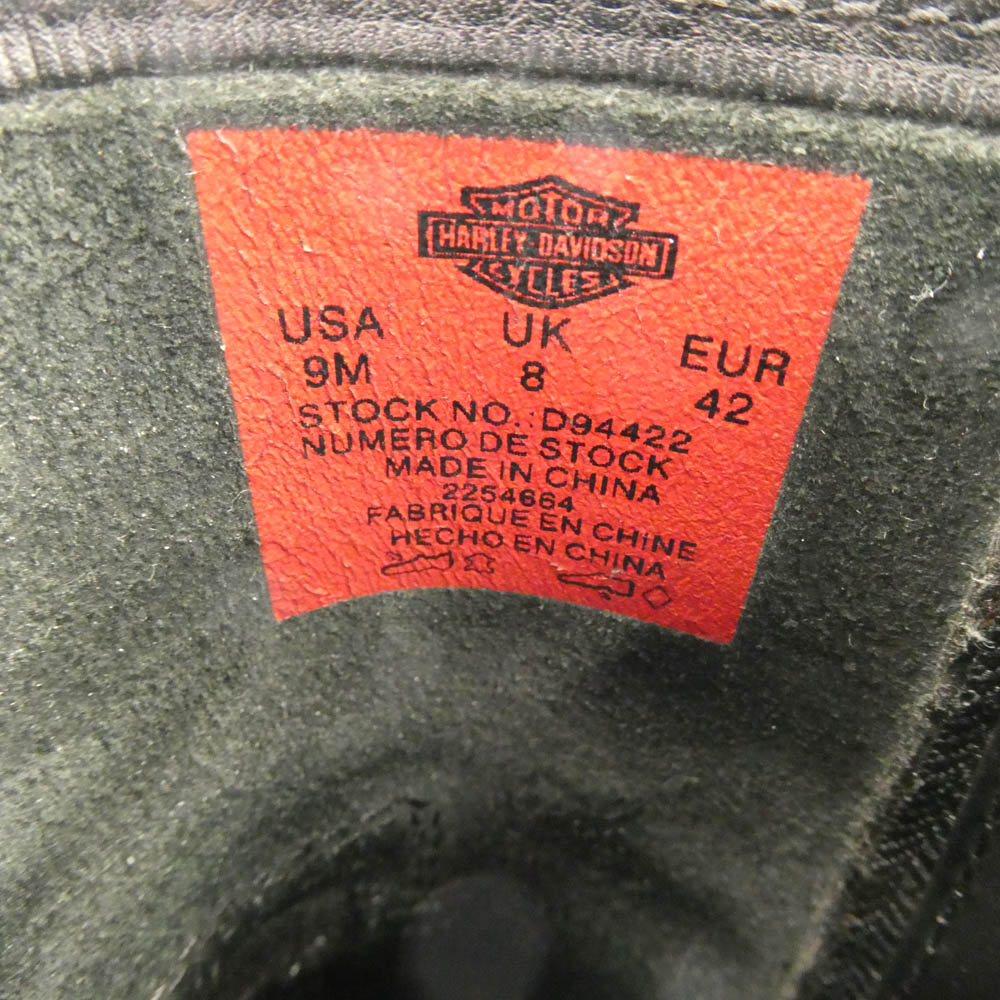 MOTOR
HARLEY-DAVIDSON
CYCLES
USA UK EUR
9M 8 42
STOCK NO.: D94422
NUMERO DE STOCK
MADE IN CHINA
2254664
FABRIQUE EN CHINE
HECHO EN CHINA